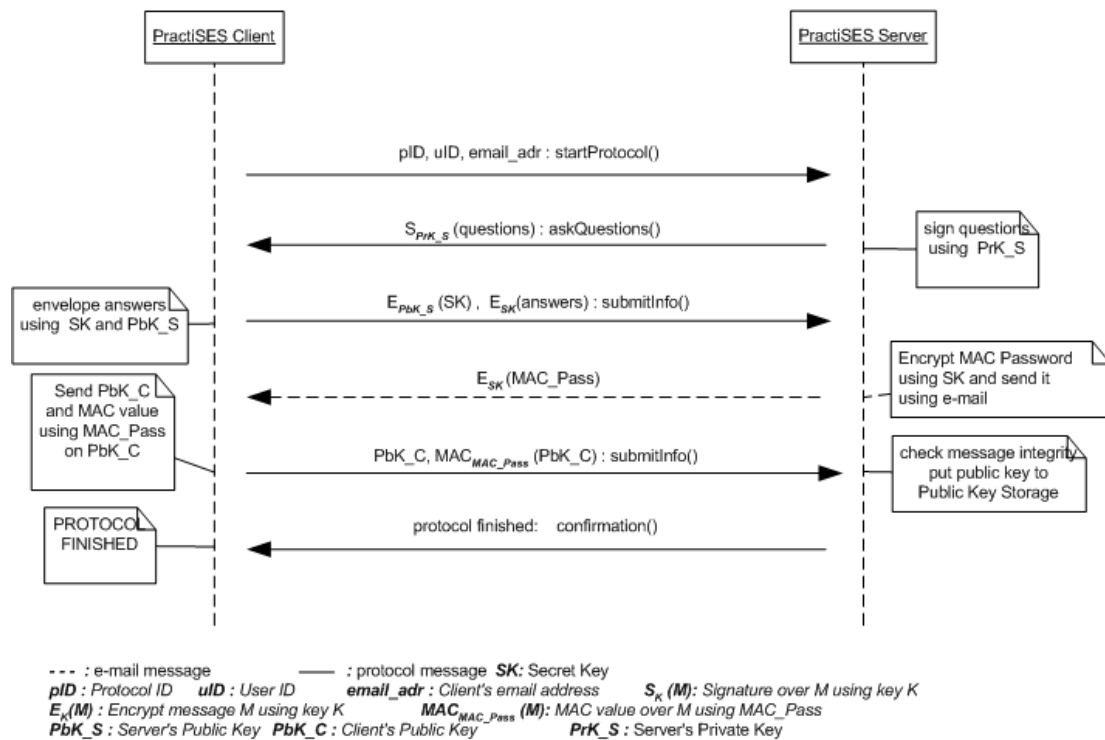 PractiSES Client
PractiSES Server
pID, uID, email_adr : startProtocol()
S_PrK_S (questions) : askQuestions()
sign questions
using PrK_S
envelope answers
using SK and PbK_S
E_PbK_S (SK) , E_SK(answers) : submitInfo()
E_SK(MAC_Pass)
Encrypt MAC Password
using SK and send it
using e-mail
Send PbK_C
and MAC value
using MAC_Pass
on PbK_C
PbK_C, MAC_MAC_Pass (PbK_C) : submitInfo()
check message integrity
put public key to
Public Key Storage
PROTOCOL
FINISHED
protocol finished: confirmation()
--- : e-mail message —— : protocol message SK: Secret Key
pID : Protocol ID uID : User ID email_adr : Client's email address S_K (M): Signature over M using key K
E_K(M) : Encrypt message M using key K MAC_MAC_Pass (M): MAC value over M using MAC_Pass
PbK_S : Server's Public Key PbK_C : Client's Public Key PrK_S : Server's Private Key